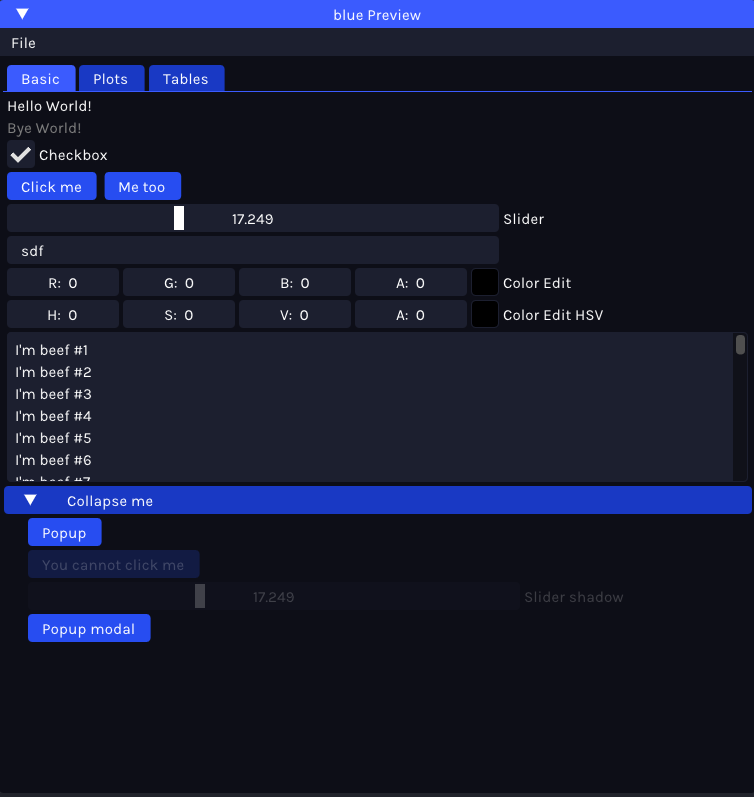 blue Preview
File
Basic Plots Tables
Hello World!
Bye World!
Checkbox
Click me Me too
17.249 Slider
sdf
R: 0 G: 0 B: 0 A: 0 Color Edit
H: 0 S: 0 V: 0 A: 0 Color Edit HSV
I'm beef #1
I'm beef #2
I'm beef #3
I'm beef #4
I'm beef #5
I'm beef #6
I'm beef #7
Collapse me
Popup
You cannot click me
17.249 Slider shadow
Popup modal